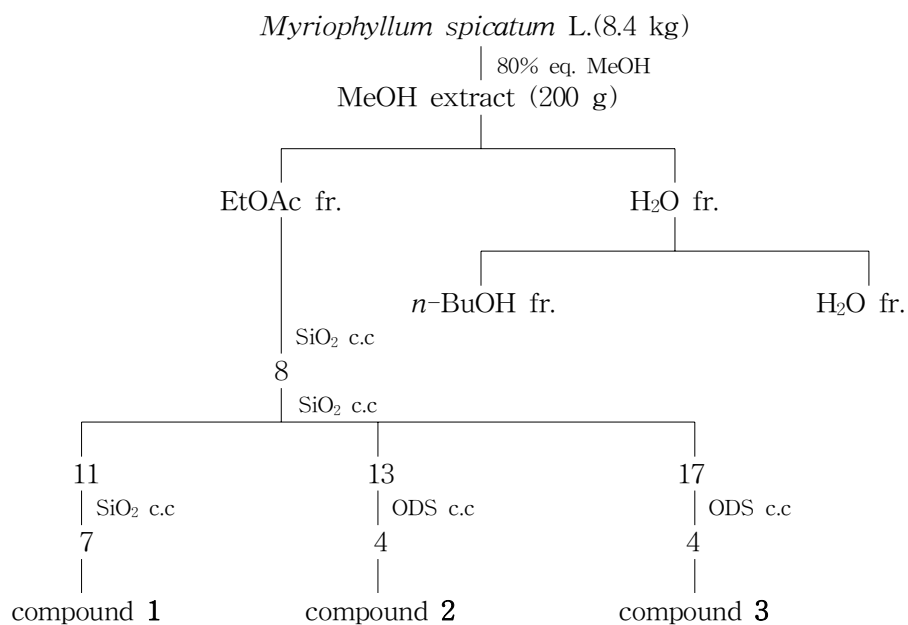 Myriophyllum spicatum L.(8.4 kg)
80% eq. MeOH
MeOH extract (200 g)
EtOAc fr.
H₂O fr.
n-BuOH fr.
H₂O fr.
SiO₂ c.c
8
SiO₂ c.c
11
13
17
SiO₂ c.c
ODS c.c
ODS c.c
7
4
4
compound 1
compound 2
compound 3